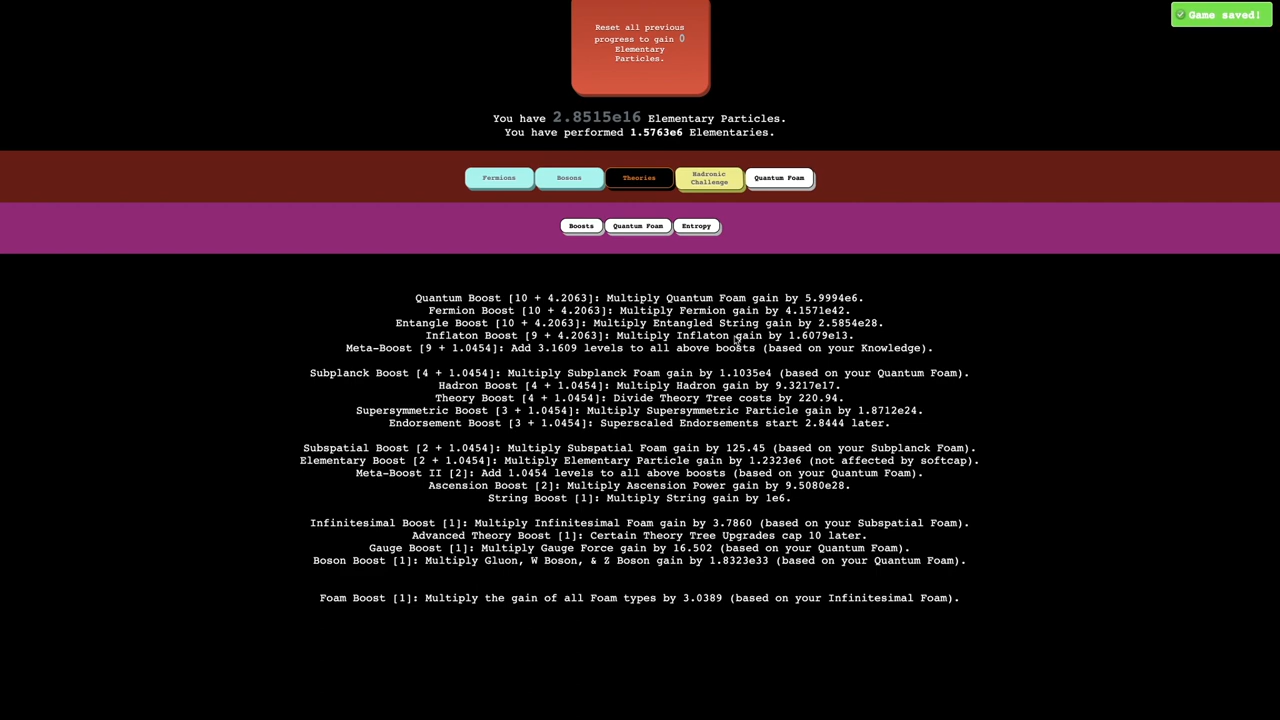 Game saved!
Reset all previous
progress to gain 0
Elementary
Particles.
You have 2.8515e16 Elementary Particles.
You have performed 1.5763e6 Elementaries.
Fermions
Bosons
Theories
Hadronic
Challenge
Quantum Foam
Boosts
Quantum Foam
Entropy
Quantum Boost [10 + 4.2063]: Multiply Quantum Foam gain by 5.9994e6.
Fermion Boost [10 + 4.2063]: Multiply Fermion gain by 4.1571e42.
Entangle Boost [10 + 4.2063]: Multiply Entangled String gain by 2.5854e28.
Inflaton Boost [9 + 4.2063]: Multiply Inflaton gain by 1.6079e13.
Meta-Boost [9 + 1.0454]: Add 3.1609 levels to all above boosts (based on your Knowledge).
Subplanck Boost [4 + 1.0454]: Multiply Subplanck Foam gain by 1.1035e4 (based on your Quantum Foam).
Hadron Boost [4 + 1.0454]: Multiply Hadron gain by 9.3217e17.
Theory Boost [4 + 1.0454]: Divide Theory Tree costs by 220.94.
Supersymmetric Boost [3 + 1.0454]: Multiply Supersymmetric Particle gain by 1.8712e24.
Endorsement Boost [3 + 1.0454]: Superscaled Endorsements start 2.8444 later.
Subspatial Boost [2 + 1.0454]: Multiply Subspatial Foam gain by 125.45 (based on your Subplanck Foam).
Elementary Boost [2 + 1.0454]: Multiply Elementary Particle gain by 1.2323e6 (not affected by softcap).
Meta-Boost II [2]: Add 1.0454 levels to all above boosts (based on your Quantum Foam).
Ascension Boost [2]: Multiply Ascension Power gain by 9.5080e28.
String Boost [1]: Multiply String gain by 1e6.
Infinitesimal Boost [1]: Multiply Infinitesimal Foam gain by 3.7860 (based on your Subspatial Foam).
Advanced Theory Boost [1]: Certain Theory Tree Upgrades cap 10 later.
Gauge Boost [1]: Multiply Gauge Force gain by 16.502 (based on your Quantum Foam).
Boson Boost [1]: Multiply Gluon, W Boson, & Z Boson gain by 1.8323e33 (based on your Quantum Foam).
Foam Boost [1]: Multiply the gain of all Foam types by 3.0389 (based on your Infinitesimal Foam).